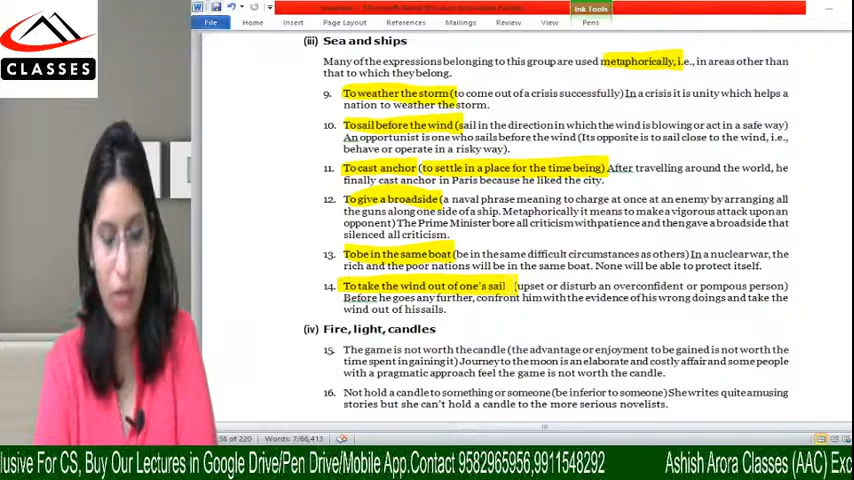 Ink Tools
File
Home
Insert
Page Layout
References
Mailings
Review
View
Pens
CLASSES
(iii) Sea and ships
Many of the expressions belonging to this group are used metaphorically, i.e., in areas other than
that to which they belong.
9. To weather the storm (to come out of a crisis successfully) In a crisis it is unity which helps a
nation to weather the storm.
10. To sail before the wind (sail in the direction in which the wind is blowing or act in a safe way)
An opportunist is one who sails before the wind (Its opposite is to sail close to the wind, i.e.,
behave or operate in a risky way).
11. To cast anchor (to settle in a place for the time being) After travelling around the world, he
finally cast anchor in Paris because he liked the city.
12. To give a broadside (a naval phrase meaning to charge at once at an enemy by arranging all
the guns along one side of a ship. Metaphorically it means to make a vigorous attack upon an
opponent) The Prime Minister bore all criticism with patience and then gave a broadside that
silenced all criticism.
13. To be in the same boat (be in the same difficult circumstances as others) In a nuclear war, the
rich and the poor nations will be in the same boat. None will be able to protect itself.
14. To take the wind out of one's sail (upset or disturb an overconfident or pompous person)
Before he goes any further, confront him with the evidence of his wrong doings and take the
wind out of his sails.
(iv) Fire, light, candles
15. The game is not worth the candle (the advantage or enjoyment to be gained is not worth the
time spent in gaining it) Journey to the moon is an elaborate and costly affair and some people
with a pragmatic approach feel the game is not worth the candle.
16. Not hold a candle to something or someone (be inferior to someone) She writes quite amusing
stories but she can't hold a candle to the more serious novelists.
58 of 220 Words: 7/66,413
lusive For CS, Buy Our Lectures in Google Drive/Pen Drive/Mobile App.Contact 9582965956,9911548292 Ashish Arora Classes (AAC) Exc